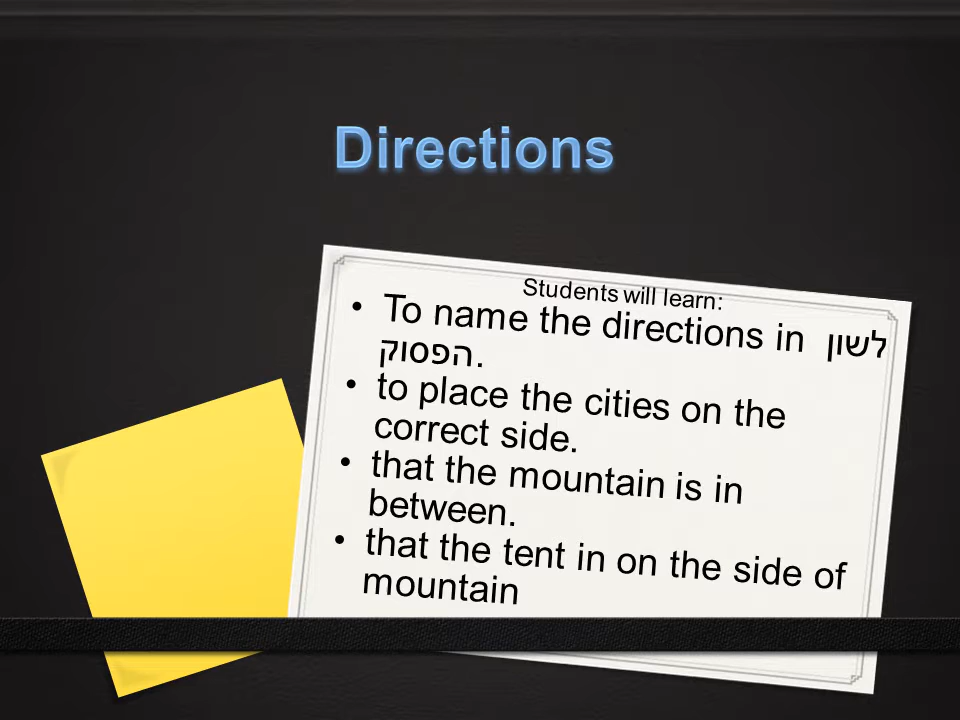 Directions
Students will learn:
• To name the directions in לשון
הפסוק.
• to place the cities on the
correct side.
• that the mountain is in
between.
• that the tent in on the side of
mountain